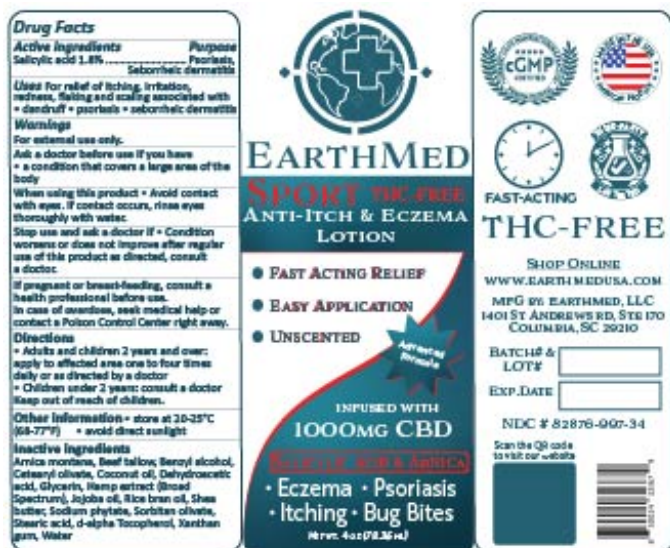 Drug Facts
Active ingredients Purpose
Salicylic acid 1.8% ........................ Psoriasis,
Seborrheic dermatitis
Uses For relief of itching, irritation,
redness, flaking and scaling associated with
• dandruff • psoriasis • seborrheic dermatitis
Warnings
For external use only.
Ask a doctor before use if you have
• a condition that covers a large area of the
body
When using this product • Avoid contact
with eyes. If contact occurs, rinse eyes
thoroughly with water.
Stop use and ask a doctor if • Condition
worsens or does not improve after regular
use of this product as directed, consult
a doctor.
If pregnant or breast-feeding, consult a
health professional before use.
In case of overdose, seek medical help or
contact a Poison Control Center right away.
Directions
• Adults and children 2 years and over:
apply to affected area one to four times
daily or as directed by a doctor
• Children under 2 years: consult a doctor
Keep out of reach of children.
Other information • store at 20-25°C
(68-77°F) • avoid direct sunlight
Inactive ingredients
Arnica montana, Beef tallow, Benzyl alcohol,
Cetearyl olivate, Coconut oil, Dehydroacetic
acid, Glycerin, Hemp extract (Broad
Spectrum), Jojoba oil, Rice bran oil, Shea
butter, Sodium phytate, Sorbitan olivate,
Stearic acid, d-alpha Tocopherol, Xanthan
gum, Water
EARTHMED
SPORT THC-FREE
ANTI-ITCH & ECZEMA
LOTION
• FAST ACTING RELIEF
• EASY APPLICATION
• UNSCENTED
Advanced
Formula
INFUSED WITH
1000MG CBD
SALICYLIC ACID & ARNICA
• Eczema • Psoriasis
• Itching • Bug Bites
cGMP
CERTIFIED
FAST-ACTING
THC-FREE
SHOP ONLINE
WWW.EARTHMEDUSA.COM
MFG BY: EARTHMED, LLC
1401 ST ANDREWS RD, STE 170
COLUMBIA, SC 29210
BATCH# &
LOT#
EXP.DATE
NDC # 82876-997-34
Scan the QR code
to visit our website